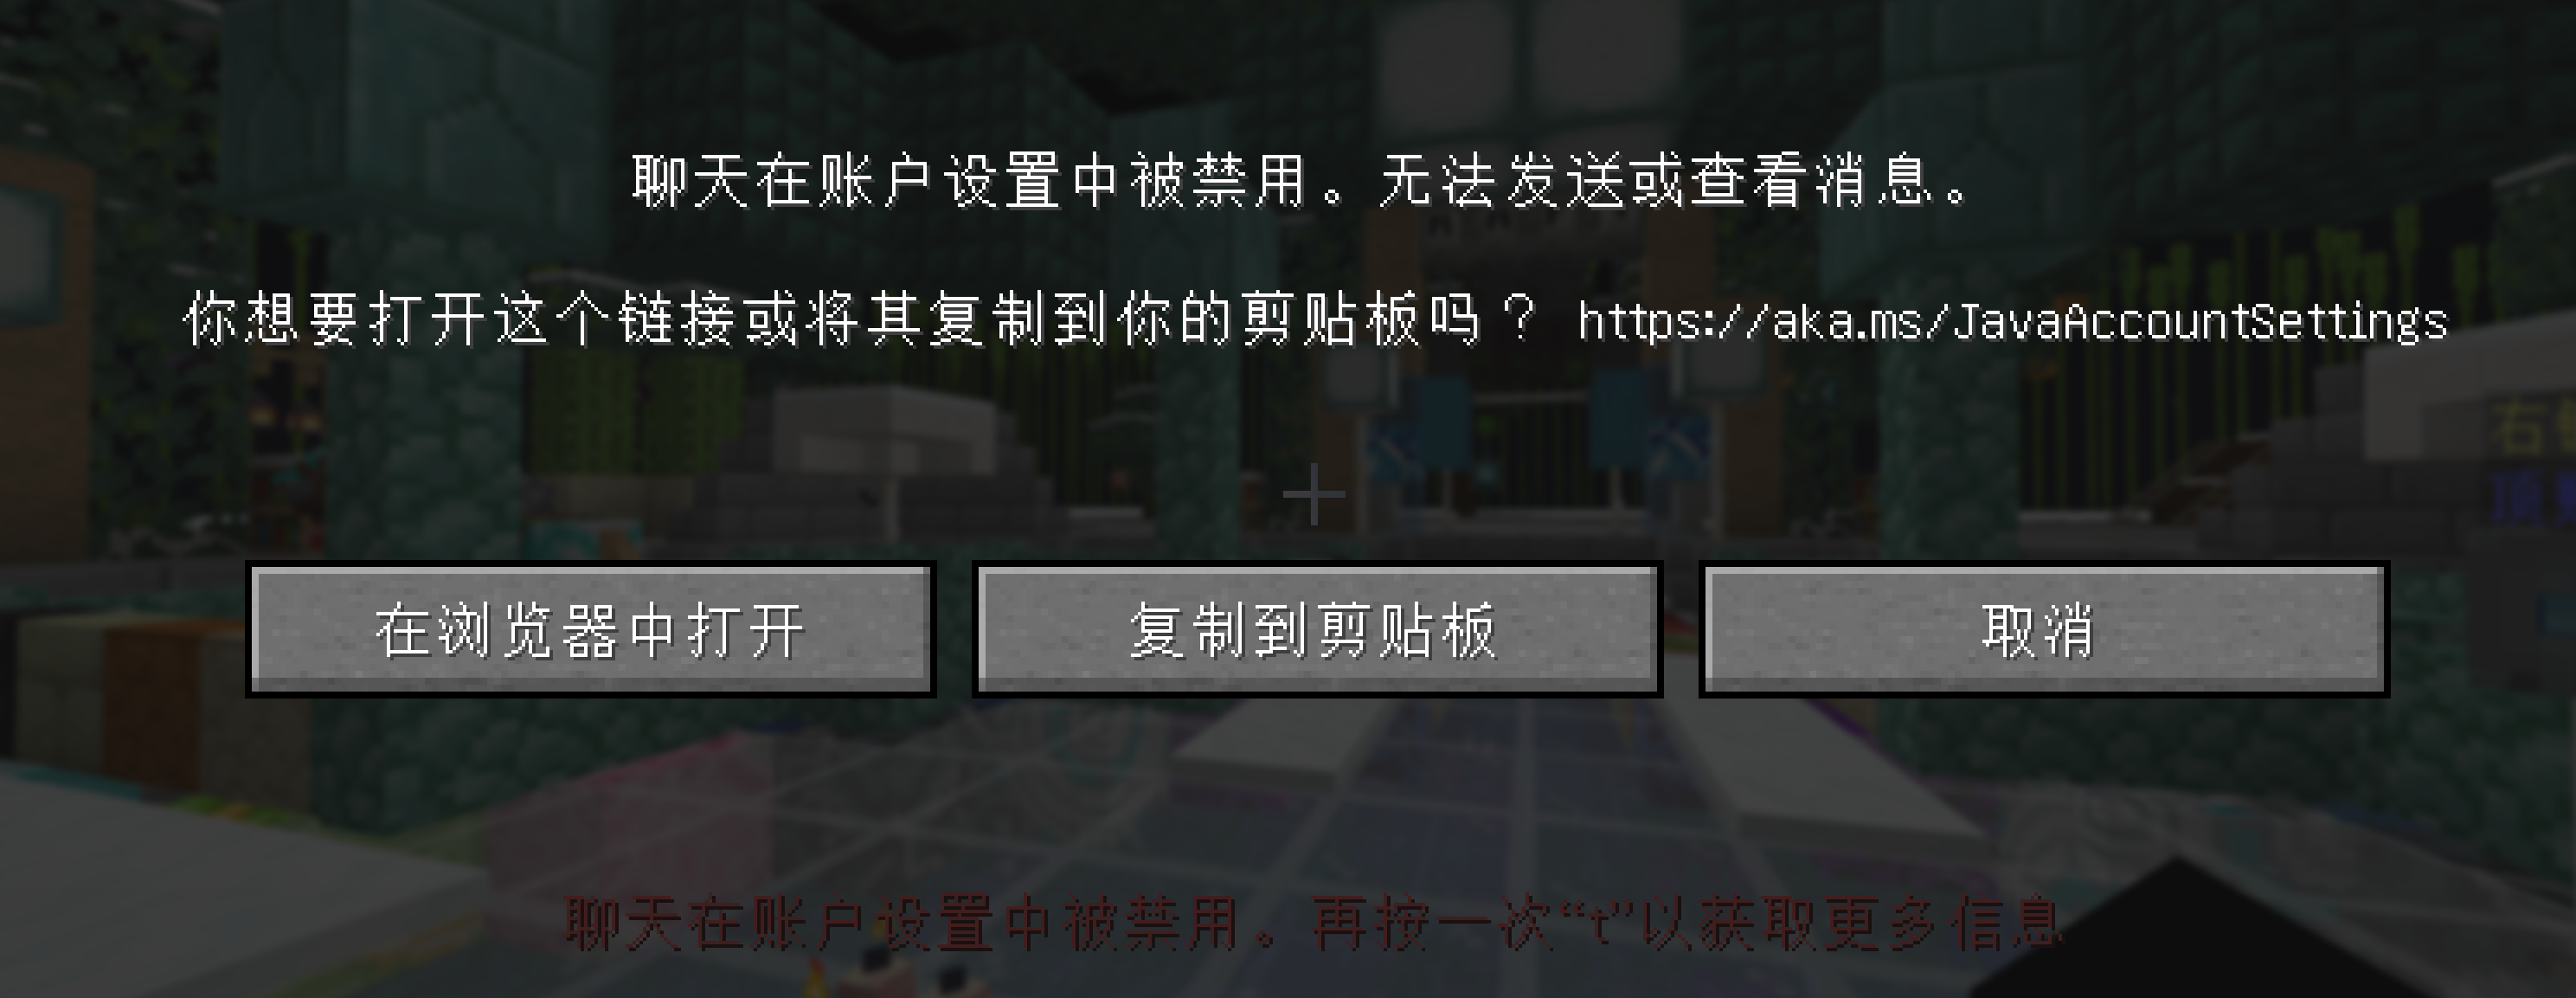 聊天在账户设置中被禁用。无法发送或查看消息。
你想要打开这个链接或将其复制到你的剪贴板吗？ https://aka.ms/JavaAccountSettings
右
顶
在浏览器中打开
复制到剪贴板
取消
聊天在账户设置中被禁用。再按一次“t”以获取更多信息